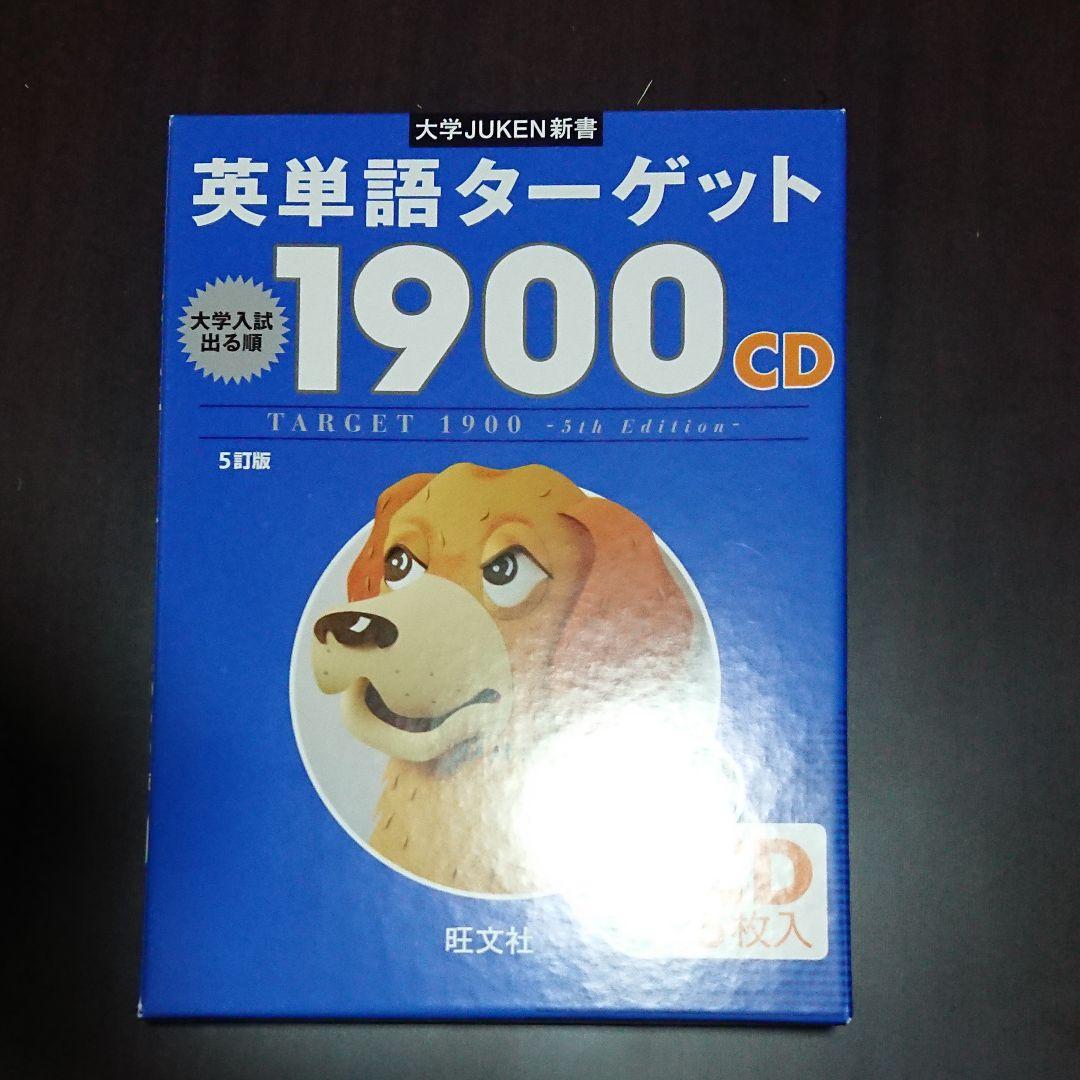 大学JUKEN新書
英単語ターゲット
1900
CD
大学入試
出る順
TARGET 1900 -5th Edition-
5訂版
CD
枚入
旺文社